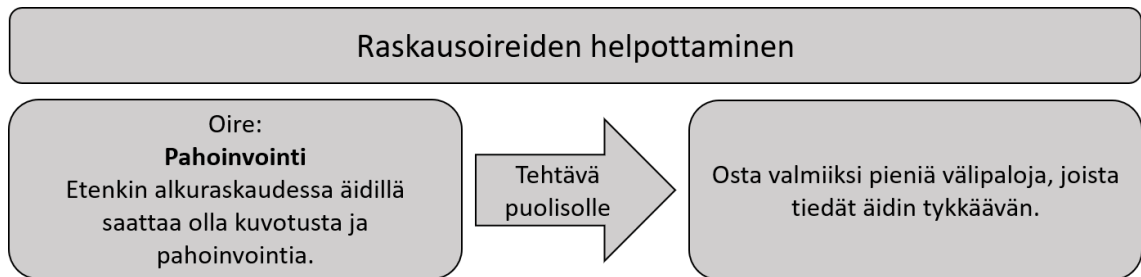 Raskausoireiden helpottaminen
Oire:
Pahoinvointi
Etenkin alkuraskaudessa äidillä
saattaa olla kuvotusta ja
pahoinvointia.
Tehtävä
puolisolle
Osta valmiiksi pieniä välipaloja, joista
tiedät äidin tykkäävän.